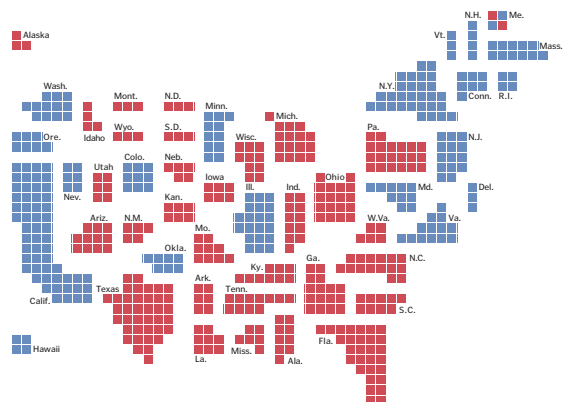 N.H.
Me.
Alaska
Vt.
Mass.
Wash.
N.Y.
Conn.
R.I.
Mont.
N.D.
Minn.
Mich.
Idaho
Wyo.
S.D.
Wisc.
Pa.
Ore.
N.J.
Utah
Colo.
Neb.
Iowa
Ill.
Ind.
Ohio
Md.
Del.
Nev.
Kan.
Ariz.
N.M.
Mo.
W.Va.
Va.
Okla.
Ky.
Ga.
N.C.
Calif.
Texas
Ark.
Tenn.
S.C.
Hawaii
La.
Miss.
Ala.
Fla.